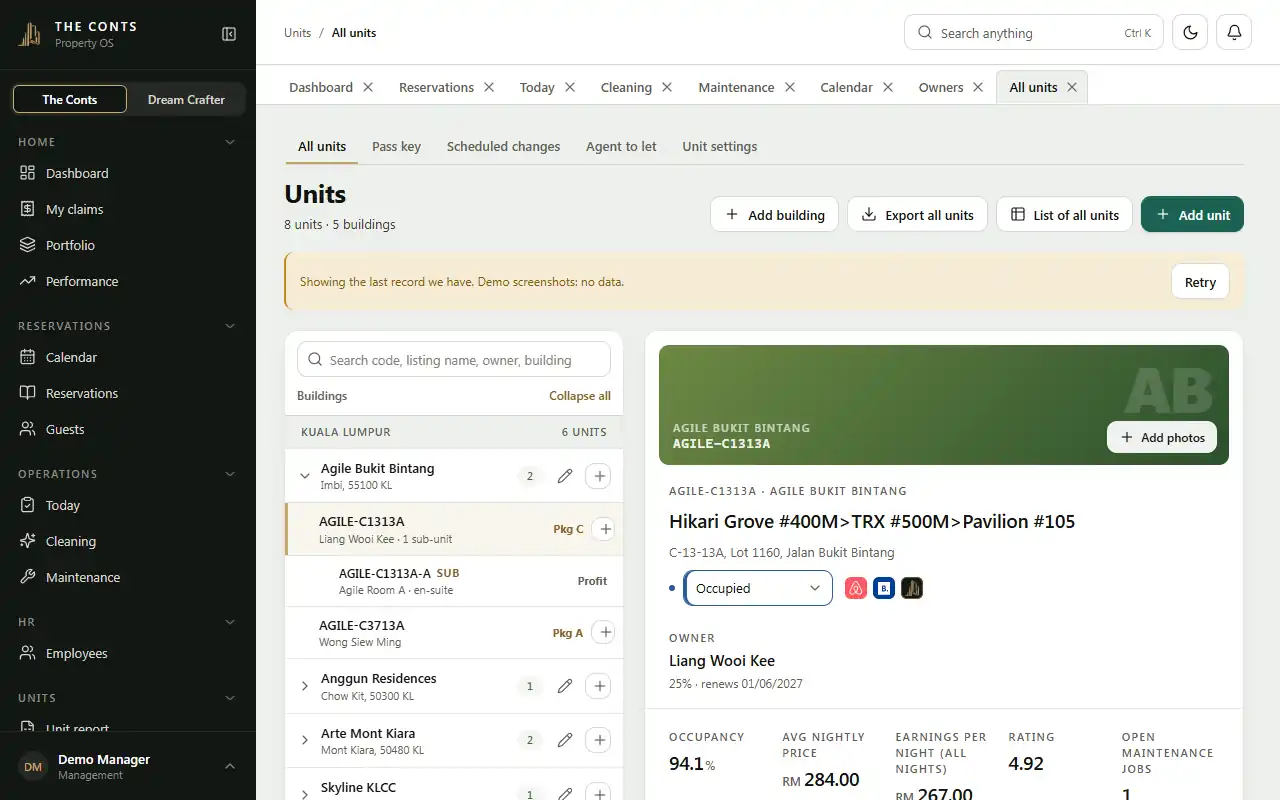 THE CONTS
Property OS
The Conts
Dream Crafter
HOME
Dashboard
My claims
Portfolio
Performance
RESERVATIONS
Calendar
Reservations
Guests
OPERATIONS
Today
Cleaning
Maintenance
HR
Employees
UNITS
Unit report
DM
Demo Manager
Management
Units / All units
Search anything
Ctrl K
Dashboard
Reservations
Today
Cleaning
Maintenance
Calendar
Owners
All units
All units
Pass key
Scheduled changes
Agent to let
Unit settings
Units
8 units · 5 buildings
Add building
Export all units
List of all units
Add unit
Showing the last record we have. Demo screenshots: no data.
Retry
Search code, listing name, owner, building
Buildings
Collapse all
KUALA LUMPUR
6 UNITS
Agile Bukit Bintang
Imbi, 55100 KL
2
AGILE-C1313A
Liang Wooi Kee · 1 sub-unit
Pkg C
AGILE-C1313A-A SUB
Agile Room A · en-suite
Profit
AGILE-C3713A
Wong Siew Ming
Pkg A
Anggun Residences
Chow Kit, 50300 KL
1
Arte Mont Kiara
Mont Kiara, 50480 KL
2
Skyline KLCC
1
AB
AGILE BUKIT BINTANG
AGILE-C1313A
Add photos
AGILE-C1313A · AGILE BUKIT BINTANG
Hikari Grove #400M>TRX #500M>Pavilion #105
C-13-13A, Lot 1160, Jalan Bukit Bintang
Occupied
B.
OWNER
Liang Wooi Kee
25% · renews 01/06/2027
OCCUPANCY
94.1%
AVG NIGHTLY
PRICE
RM 284.00
EARNINGS PER
NIGHT (ALL
NIGHTS)
RM 267.00
RATING
4.92
OPEN
MAINTENANCE
JOBS
1